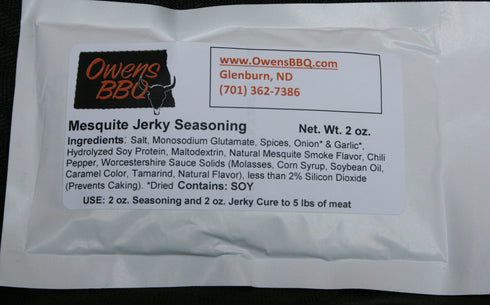 Owens
BBQ
www.OwensBBQ.com
Glenburn, ND
(701) 362-7386
Mesquite Jerky Seasoning Net. Wt. 2 oz.
Ingredients: Salt, Monosodium Glutamate, Spices, Onion* & Garlic*,
Hydrolyzed Soy Protein, Maltodextrin, Natural Mesquite Smoke Flavor, Chili
Pepper, Worcestershire Sauce Solids (Molasses, Corn Syrup, Soybean Oil,
Caramel Color, Tamarind, Natural Flavor), less than 2% Silicon Dioxide
(Prevents Caking). *Dried Contains: SOY
USE: 2 oz. Seasoning and 2 oz. Jerky Cure to 5 lbs of meat